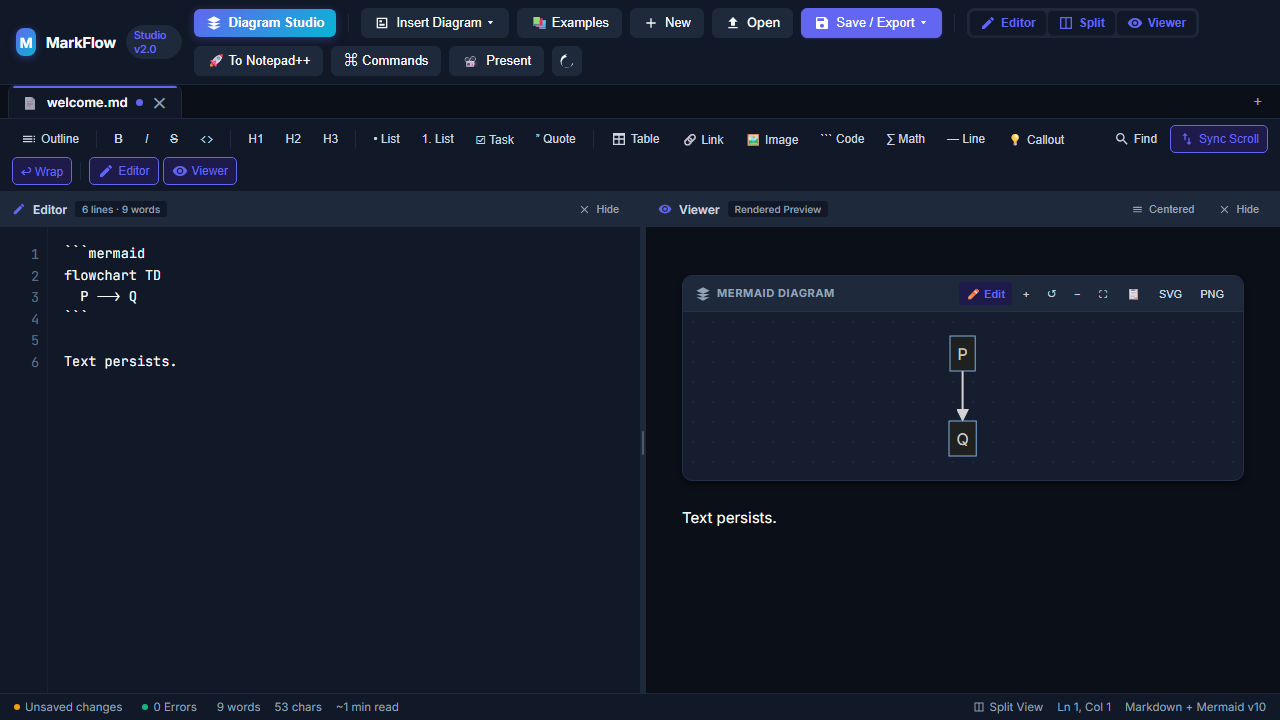 M MarkFlow Studio v2.0
Diagram Studio Insert Diagram Examples + New Open Save / Export Editor Split Viewer
To Notepad++ ⌘ Commands Present
welcome.md ● × +
Outline B I S <> H1 H2 H3 • List 1. List ☑ Task " Quote Table Link Image ``` Code ∑ Math — Line Callout Find Sync Scroll
↩ Wrap Editor Viewer
Editor 6 lines · 9 words × Hide
Viewer Rendered Preview ≡ Centered × Hide
1 ```mermaid
2 flowchart TD
3 P --> Q
4 ```
5
6 Text persists.
MERMAID DIAGRAM Edit + ↺ − ⛶ SVG PNG
P
Q
Text persists.
Unsaved changes 0 Errors 9 words 53 chars ~1 min read Split View Ln 1, Col 1 Markdown + Mermaid v10